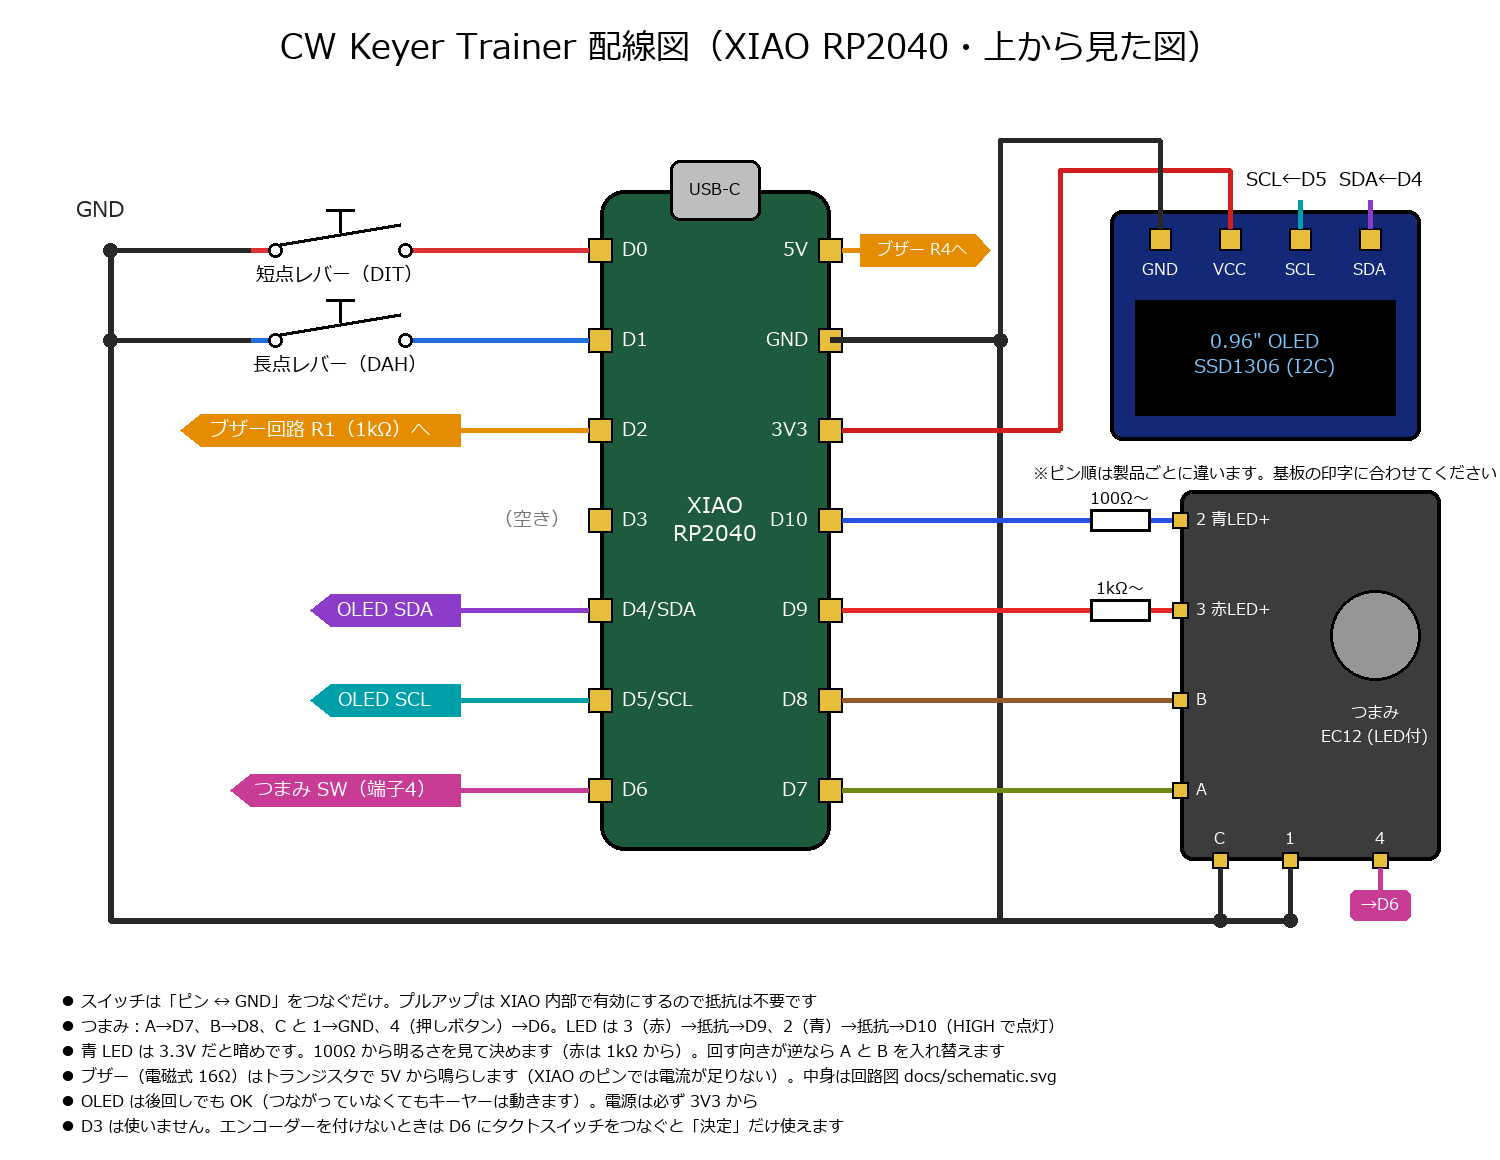 CW Keyer Trainer 配線図（XIAO RP2040・上から見た図）
GND
短点レバー（DIT）
長点レバー（DAH）
ブザー回路 R1（1kΩ）へ
（空き）
OLED SDA
OLED SCL
つまみ SW（端子4）
USB-C
D0
D1
D2
D3
D4/SDA
D5/SCL
D6
XIAO
RP2040
5V
GND
3V3
D10
D9
D8
D7
ブザー R4へ
SCL←D5 SDA←D4
GND VCC SCL SDA
0.96" OLED
SSD1306 (I2C)
※ピン順は製品ごとに違います。基板の印字に合わせてください
100Ω〜
2 青LED+
1kΩ〜
3 赤LED+
B
つまみ
EC12 (LED付)
A
C 1 4
→D6
● スイッチは「ピン ↔ GND」をつなぐだけ。プルアップは XIAO 内部で有効にするので抵抗は不要です
● つまみ：A→D7、B→D8、C と 1→GND、4（押しボタン）→D6。LED は 3（赤）→抵抗→D9、2（青）→抵抗→D10（HIGH で点灯）
● 青 LED は 3.3V だと暗めです。100Ω から明るさを見て決めます（赤は 1kΩ から）。回す向きが逆なら A と B を入れ替えます
● ブザー（電磁式 16Ω）はトランジスタで 5V から鳴らします（XIAO のピンでは電流が足りない）。中身は回路図 docs/schematic.svg
● OLED は後回しでも OK（つながっていなくてもキーヤーは動きます）。電源は必ず 3V3 から
● D3 は使いません。エンコーダーを付けないときは D6 にタクトスイッチをつなぐと「決定」だけ使えます